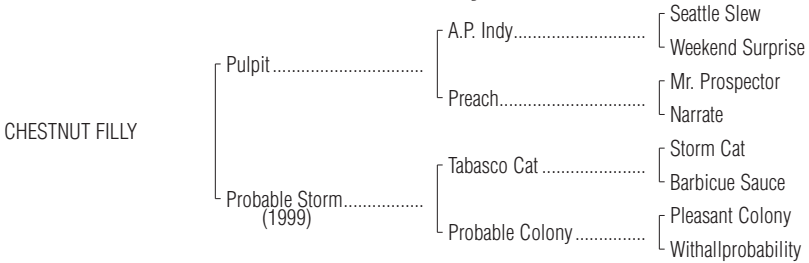 Seattle Slew
A.P. Indy............................
Weekend Surprise
Pulpit ................................
Mr. Prospector
Preach...............................
Narrate
CHESTNUT FILLY
Storm Cat
Tabasco Cat ......................
Barbicue Sauce
Probable Storm.................
(1999)
Pleasant Colony
Probable Colony ...............
Withallprobability